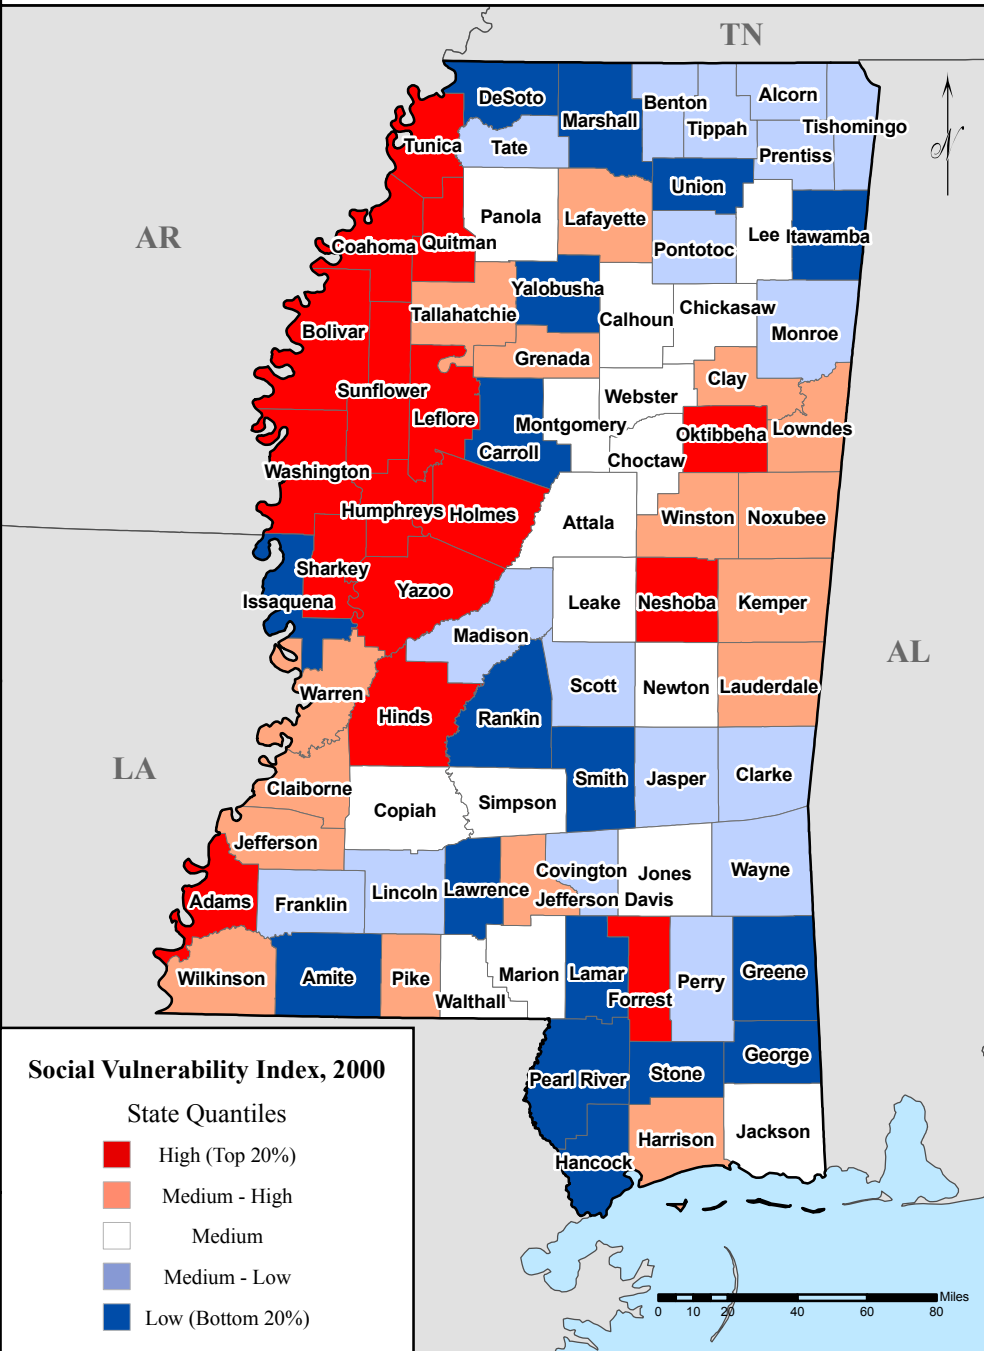 TN
DeSoto
Marshall
Benton
Alcorn
Tippah
Tishomingo
Tunica
Tate
Prentiss
N
Union
Panola
Lafayette
AR
Coahoma
Quitman
Pontotoc
Lee
Itawamba
Yalobusha
Tallahatchie
Calhoun
Chickasaw
Bolivar
Monroe
Grenada
Clay
Sunflower
Webster
Leflore
Montgomery
Oktibbeha
Lowndes
Carroll
Choctaw
Washington
Humphreys
Holmes
Attala
Winston
Noxubee
Sharkey
Yazoo
Issaquena
Leake
Neshoba
Kemper
Madison
AL
Warren
Scott
Newton
Lauderdale
Hinds
Rankin
LA
Smith
Jasper
Clarke
Claiborne
Copiah
Simpson
Jefferson
Covington
Jones
Wayne
Adams
Franklin
Lincoln
Lawrence
Jefferson Davis
Wilkinson
Amite
Pike
Marion
Lamar
Perry
Greene
Walthall
Forrest
George
Pearl River
Stone
Harrison
Jackson
Hancock
Social Vulnerability Index, 2000
State Quantiles
High (Top 20%)
Medium - High
Medium
Medium - Low
Low (Bottom 20%)
Miles
0 10 20 40 60 80